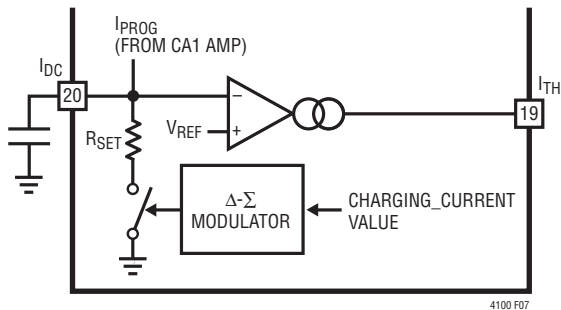 IPROG
(FROM CA1 AMP)
IDC
20
ITH
19
VREF
–
+
RSET
Δ-Σ
MODULATOR
CHARGING_CURRENT
VALUE
4100 F07